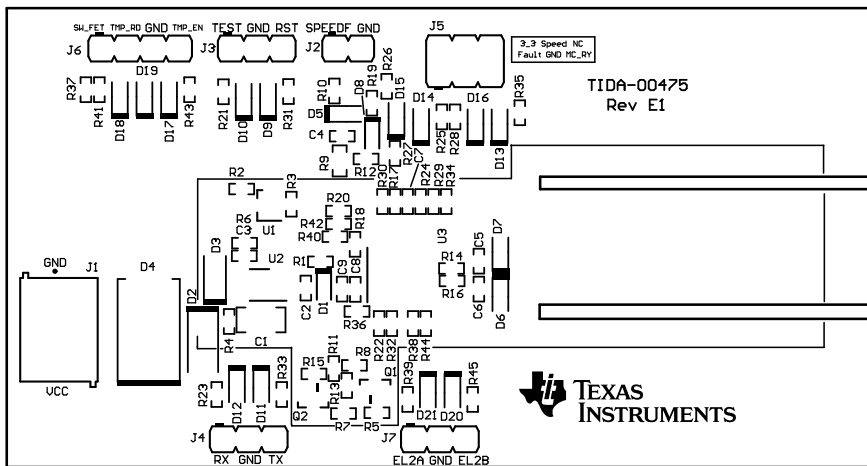 SW_FET TMP_RD GND TMP_EN
TEST GND RST
SPEEDF GND
J6
J3
J2
J5
3_3 Speed NC
Fault GND MC_RY
TIDA-00475
Rev E1
R37
R41
D19
D18
D17
R43
R21
D10
D9
R31
R10
D5
C4
R9
D8
R19
R26
D15
D14
R12
R27
C7
R25
R28
D16
D13
R35
R2
R3
R6
U1
C3
U2
D3
R20
R42
R40
R18
R30
R17
R24
R29
R34
U3
R14
R16
C5
C6
D7
D6
GND
J1
VCC
D4
D2
R4
C1
R1
C2
D1
C9
C8
R36
R22
R32
R38
R44
R23
D12
D11
R33
R15
R11
R13
R8
Q1
Q2
R7
R5
R39
D21
D20
R45
J4
RX GND TX
J7
EL2A GND EL2B
TEXAS
INSTRUMENTS